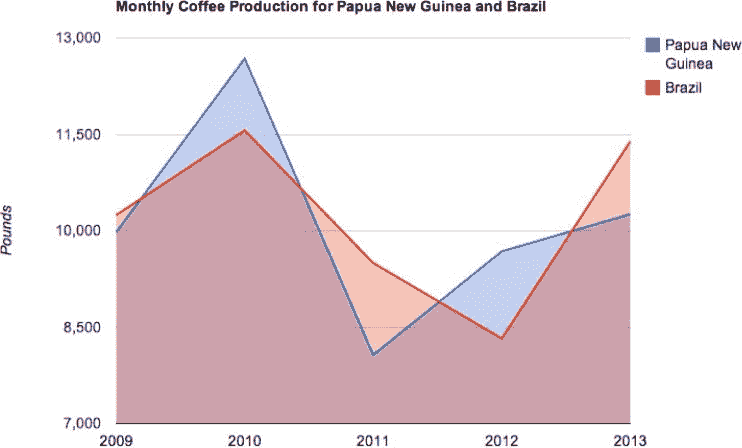 Monthly Coffee Production for Papua New Guinea and Brazil
13,000
11,500
10,000
8,500
7,000
Pounds
2009 2010 2011 2012 2013
Papua New
Guinea
Brazil